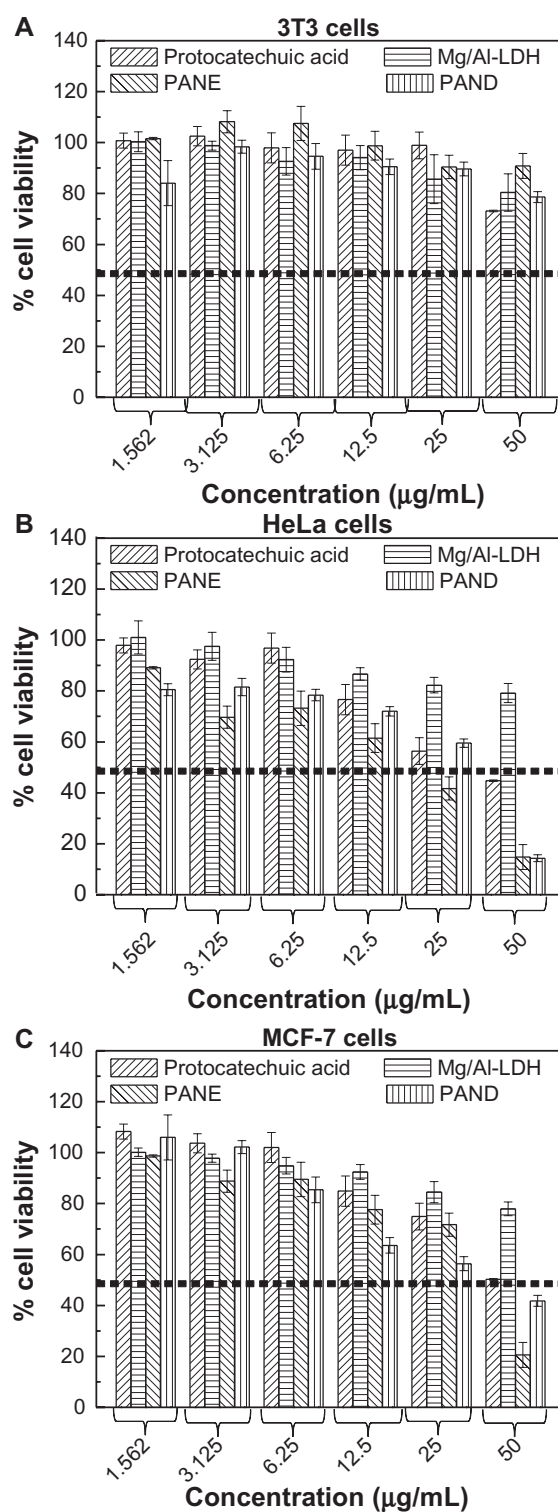 A 3T3 cells
140
Protocatechuic acid Mg/Al-LDH
120
PANE PAND
100
80
60
40
20
0
% cell viability
1.562 3.125 6.25 12.5 25 50
Concentration (μg/mL)
B HeLa cells
140
Protocatechuic acid Mg/Al-LDH
120
PANE PAND
100
80
60
40
20
0
% cell viability
1.562 3.125 6.25 12.5 25 50
Concentration (μg/mL)
C MCF-7 cells
140
Protocatechuic acid Mg/Al-LDH
120
PANE PAND
100
80
60
40
20
0
% cell viability
1.562 3.125 6.25 12.5 25 50
Concentration (μg/mL)